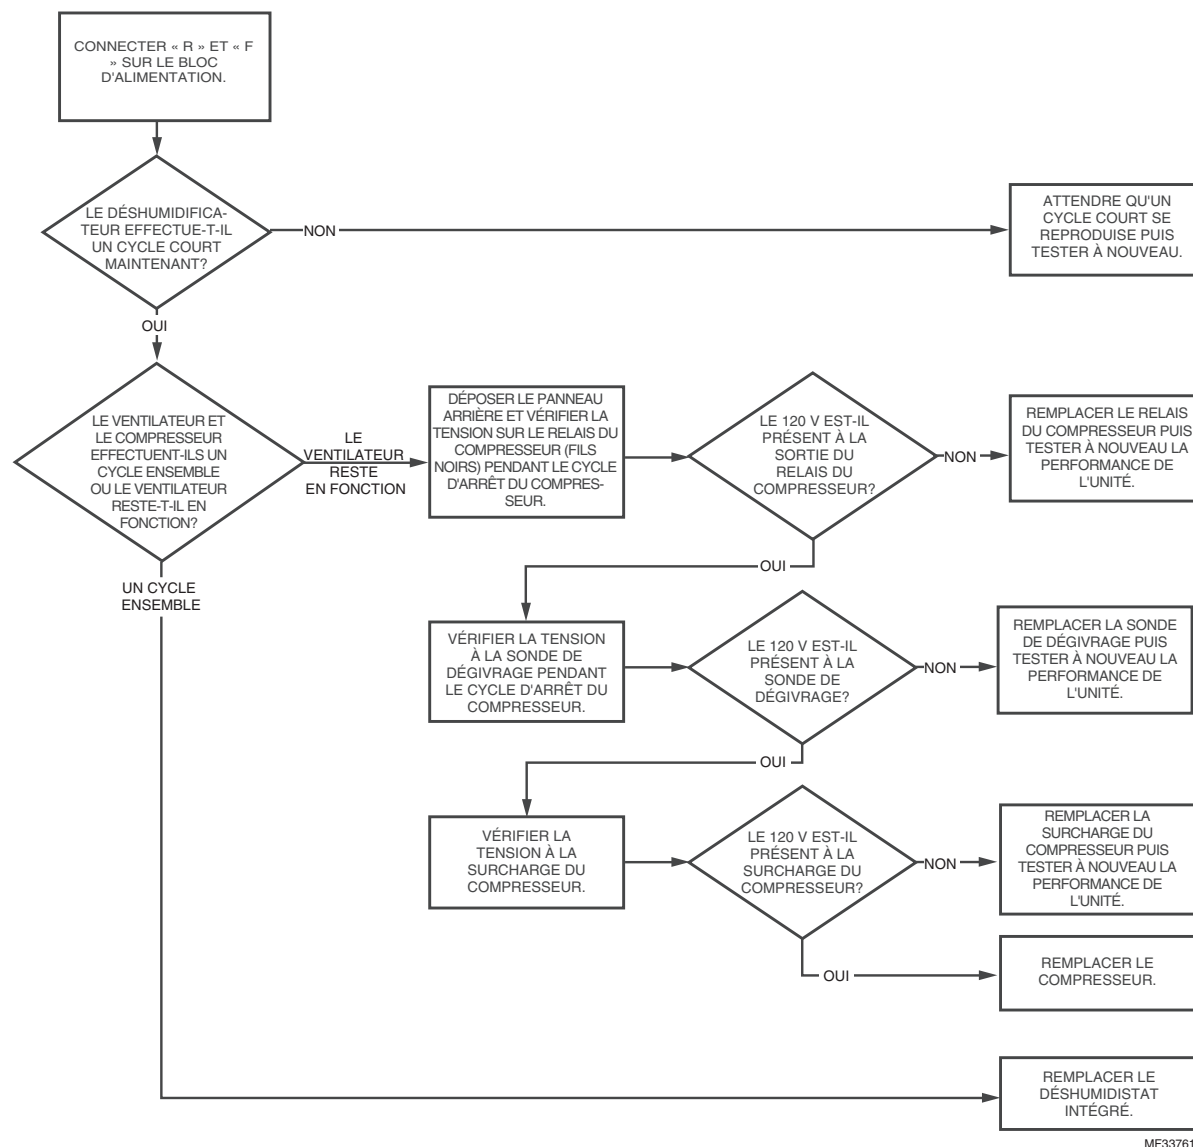 CONNECTER « R » ET « F
» SUR LE BLOC
D'ALIMENTATION.
LE DÉSHUMIDIFICA-
TEUR EFFECTUE-T-IL
UN CYCLE COURT
MAINTENANT?
NON
ATTENDRE QU'UN
CYCLE COURT SE
REPRODUISE PUIS
TESTER À NOUVEAU.
OUI
LE VENTILATEUR ET
LE COMPRESSEUR
EFFECTUENT-ILS UN
CYCLE ENSEMBLE
OU LE VENTILATEUR
RESTE-T-IL EN
FONCTION?
LE
VENTILATEUR
RESTE
EN FONCTION
DÉPOSER LE PANNEAU
ARRIÈRE ET VÉRIFIER LA
TENSION SUR LE RELAIS DU
COMPRESSEUR (FILS
NOIRS) PENDANT LE CYCLE
D'ARRÊT DU COMPRES-
SEUR.
LE 120 V EST-IL
PRÉSENT À LA
SORTIE DU
RELAIS DU
COMPRESSEUR?
NON
REMPLACER LE RELAIS
DU COMPRESSEUR PUIS
TESTER À NOUVEAU LA
PERFORMANCE DE
L'UNITÉ.
OUI
UN CYCLE
ENSEMBLE
VÉRIFIER LA TENSION
À LA SONDE DE
DÉGIVRAGE PENDANT
LE CYCLE D'ARRÊT DU
COMPRESSEUR.
LE 120 V EST-IL
PRÉSENT À LA
SONDE DE
DÉGIVRAGE?
NON
REMPLACER LA SONDE
DE DÉGIVRAGE PUIS
TESTER À NOUVEAU LA
PERFORMANCE DE
L'UNITÉ.
OUI
VÉRIFIER LA
TENSION À LA
SURCHARGE DU
COMPRESSEUR.
LE 120 V EST-IL
PRÉSENT À LA
SURCHARGE DU
COMPRESSEUR?
NON
REMPLACER LA
SURCHARGE DU
COMPRESSEUR PUIS
TESTER À NOUVEAU LA
PERFORMANCE DE
L'UNITÉ.
OUI
REMPLACER LE
COMPRESSEUR.
REMPLACER LE
DÉSHUMIDISTAT
INTÉGRÉ.
MF33761